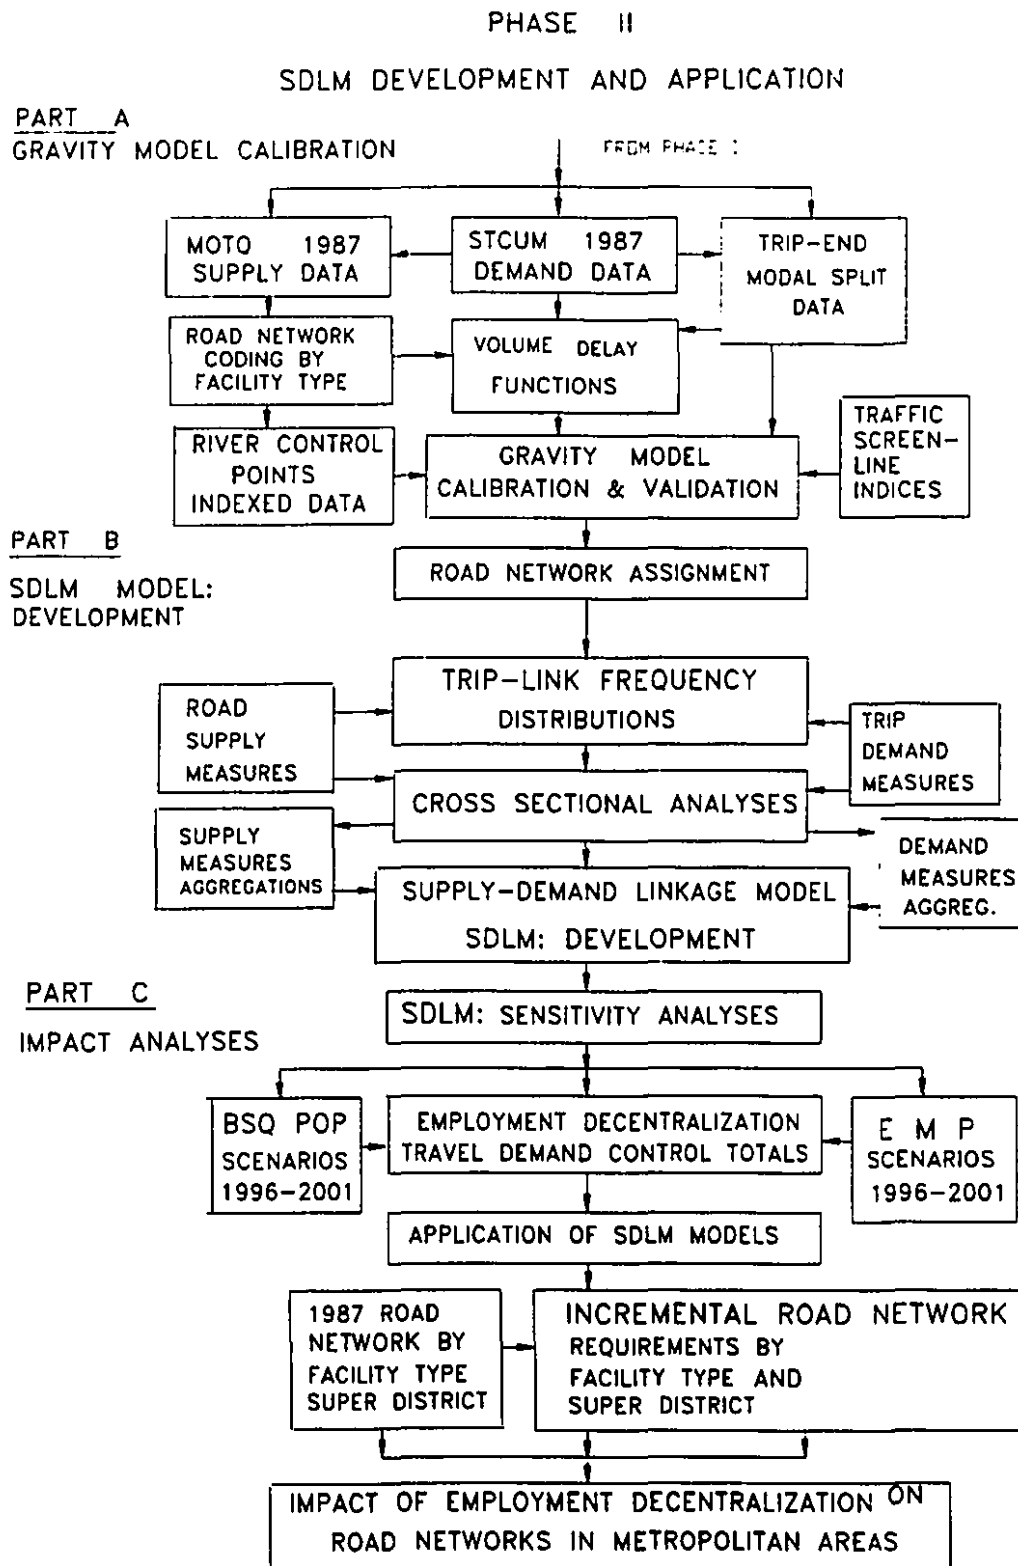 PHASE II
SDLM DEVELOPMENT AND APPLICATION
PART A
GRAVITY MODEL CALIBRATION
FROM PHASE I
MOTQ 1987
SUPPLY DATA
STCUM 1987
DEMAND DATA
TRIP-END
MODAL SPLIT
DATA
ROAD NETWORK
CODING BY
FACILITY TYPE
VOLUME DELAY
FUNCTIONS
RIVER CONTROL
POINTS
INDEXED DATA
GRAVITY MODEL
CALIBRATION & VALIDATION
TRAFFIC
SCREEN-
LINE
INDICES
PART B
SDLM MODEL:
DEVELOPMENT
ROAD NETWORK ASSIGNMENT
TRIP-LINK FREQUENCY
DISTRIBUTIONS
ROAD
SUPPLY
MEASURES
TRIP
DEMAND
MEASURES
CROSS SECTIONAL ANALYSES
SUPPLY
MEASURES
AGGREGATIONS
DEMAND
MEASURES
AGGREG.
SUPPLY-DEMAND LINKAGE MODEL
SDLM: DEVELOPMENT
PART C
IMPACT ANALYSES
SDLM: SENSITIVITY ANALYSES
BSQ POP
SCENARIOS
1996-2001
EMPLOYMENT DECENTRALIZATION
TRAVEL DEMAND CONTROL TOTALS
E M P
SCENARIOS
1996-2001
APPLICATION OF SDLM MODELS
1987 ROAD
NETWORK BY
FACILITY TYPE
SUPER DISTRICT
INCREMENTAL ROAD NETWORK
REQUIREMENTS BY
FACILITY TYPE AND
SUPER DISTRICT
IMPACT OF EMPLOYMENT DECENTRALIZATION ON
ROAD NETWORKS IN METROPOLITAN AREAS